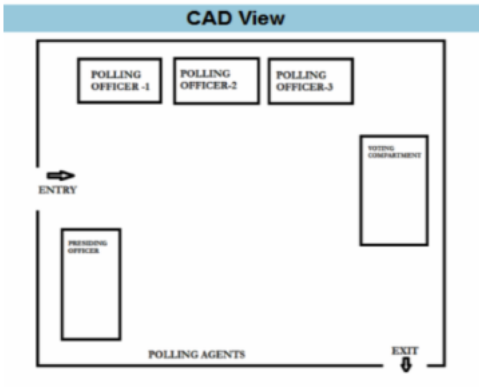 CAD View
POLLING
OFFICER -1
POLLING
OFFICER-2
POLLING
OFFICER-3
VOTING
COMPARTMENT
ENTRY
PRESIDING
OFFICER
POLLING AGENTS
EXIT